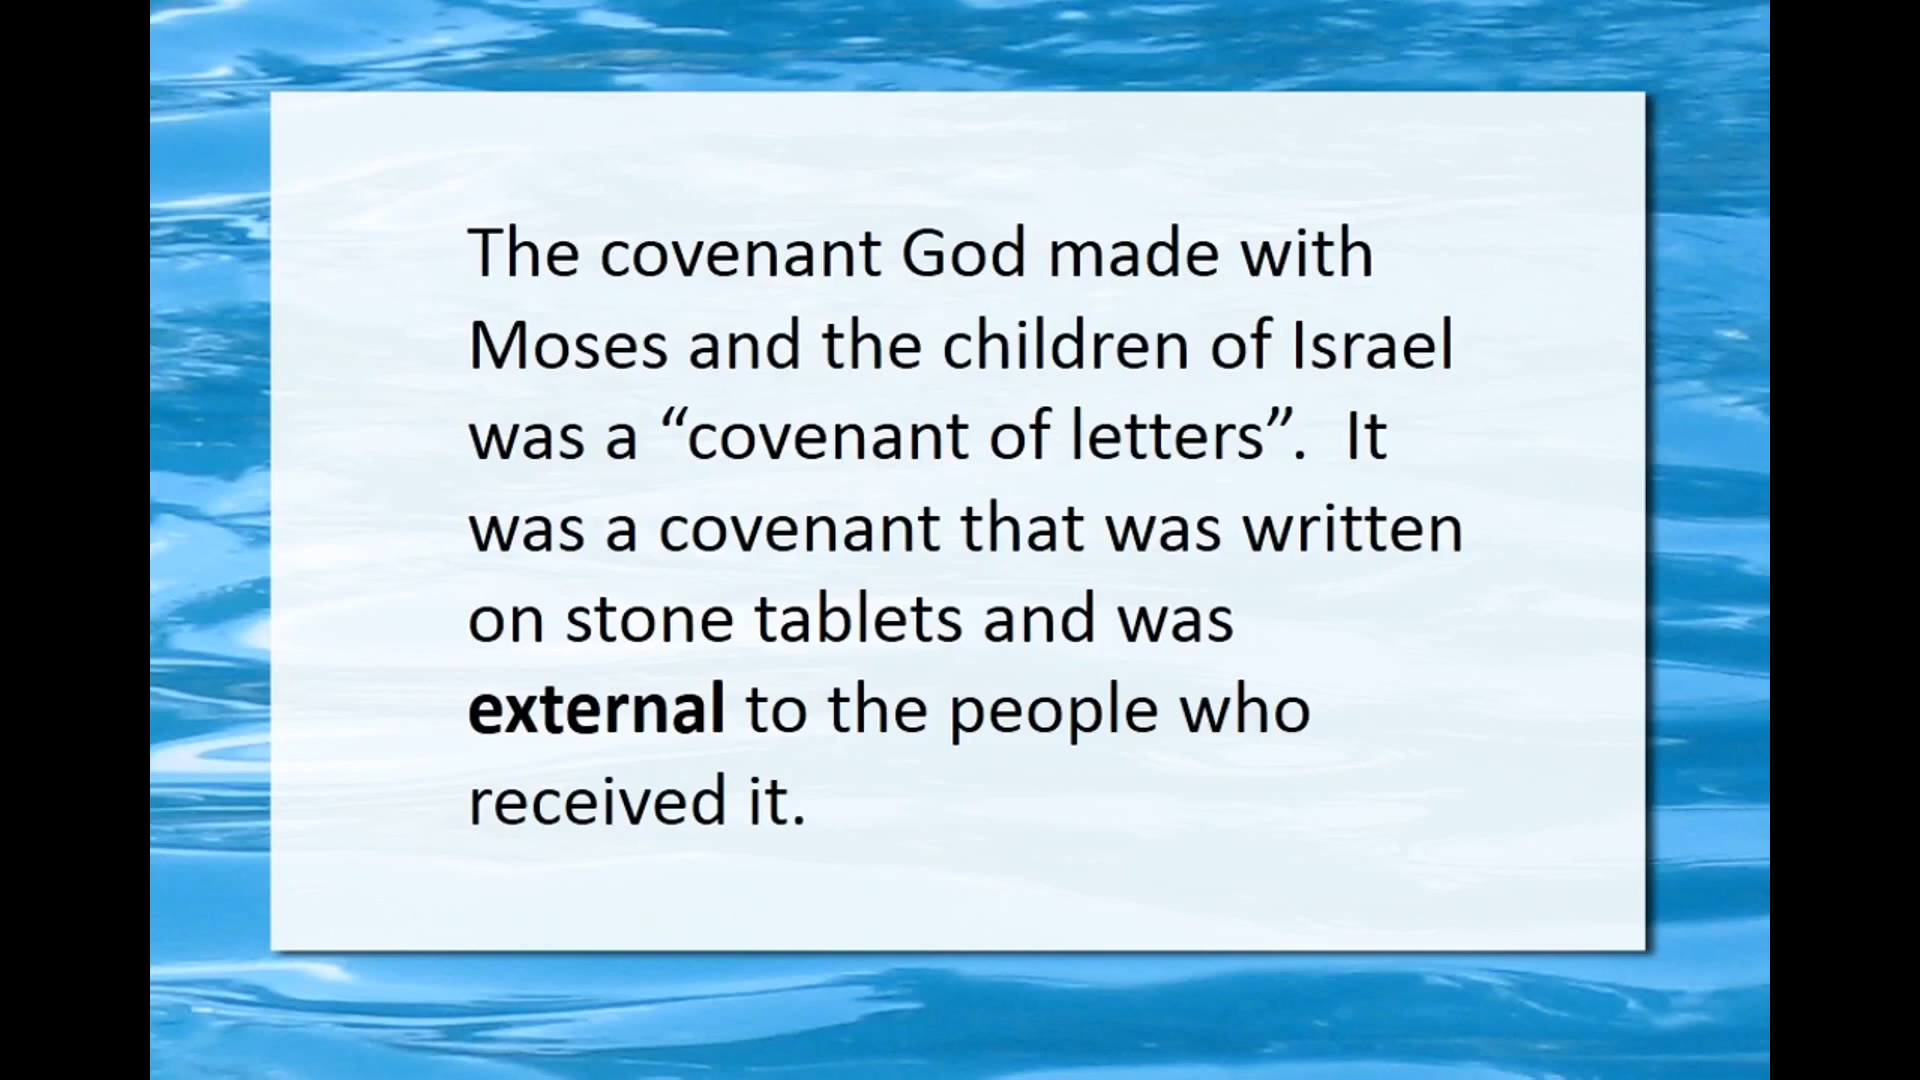 The covenant God made with
Moses and the children of Israel
was a “covenant of letters”.  It
was a covenant that was written
on stone tablets and was
external to the people who
received it.